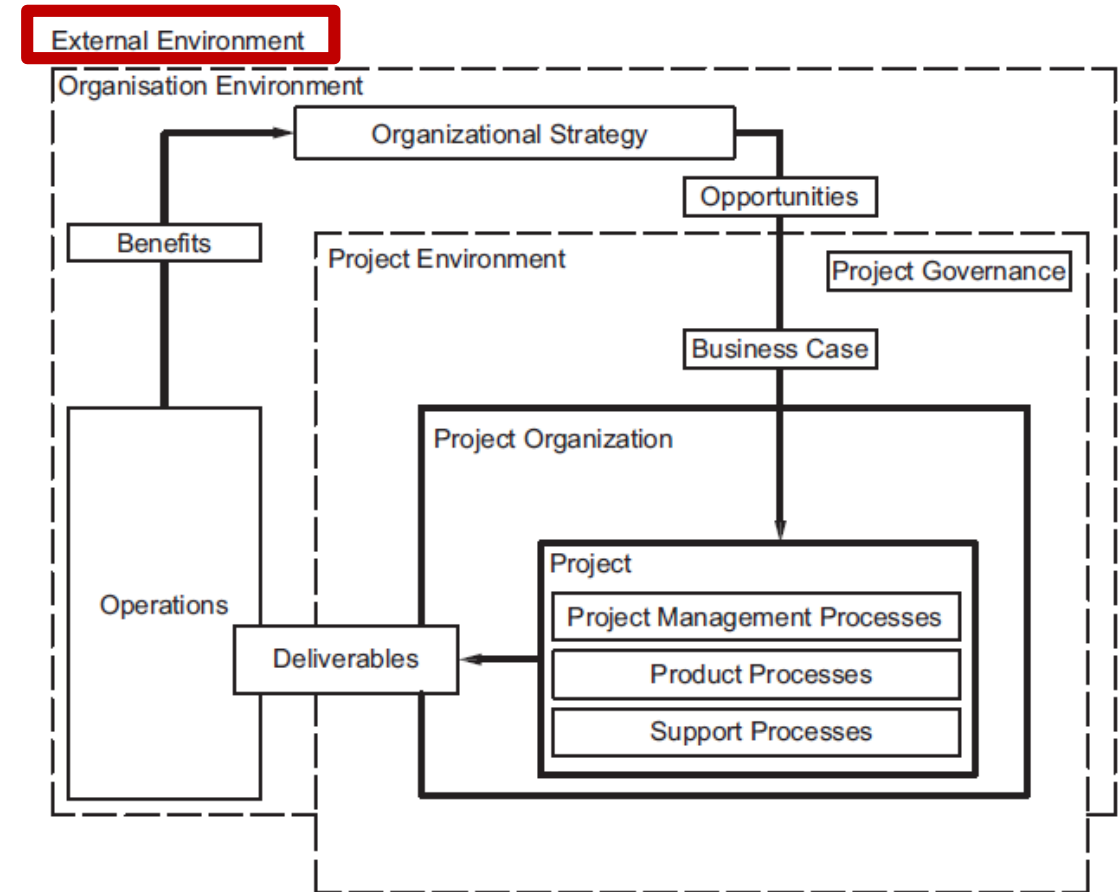 External Environment
Organisation Environment
Organizational Strategy
Opportunities
Benefits
Project Environment
Project Governance
Business Case
Project Organization
Project
Operations
Project Management Processes
Deliverables
Product Processes
Support Processes